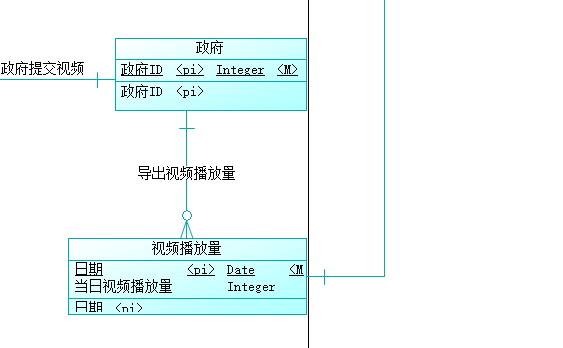 政府
政府提交视频
政府ID <pi> Integer <M>
政府ID <pi>
导出视频播放量
视频播放量
日期 <pi> Date <M
当日视频播放量 Integer
日期 <pi>